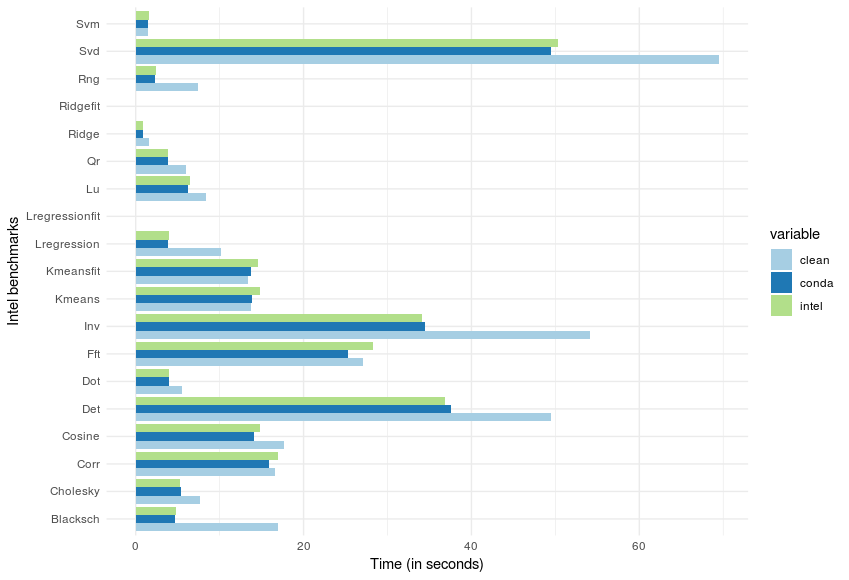 Intel benchmarks
Svm
Svd
Rng
Ridgefit
Ridge
Qr
Lu
Lregressionfit
Lregression
Kmeansfit
Kmeans
Inv
Fft
Dot
Det
Cosine
Corr
Cholesky
Blacksch
0 20 40 60
Time (in seconds)
variable
clean
conda
intel